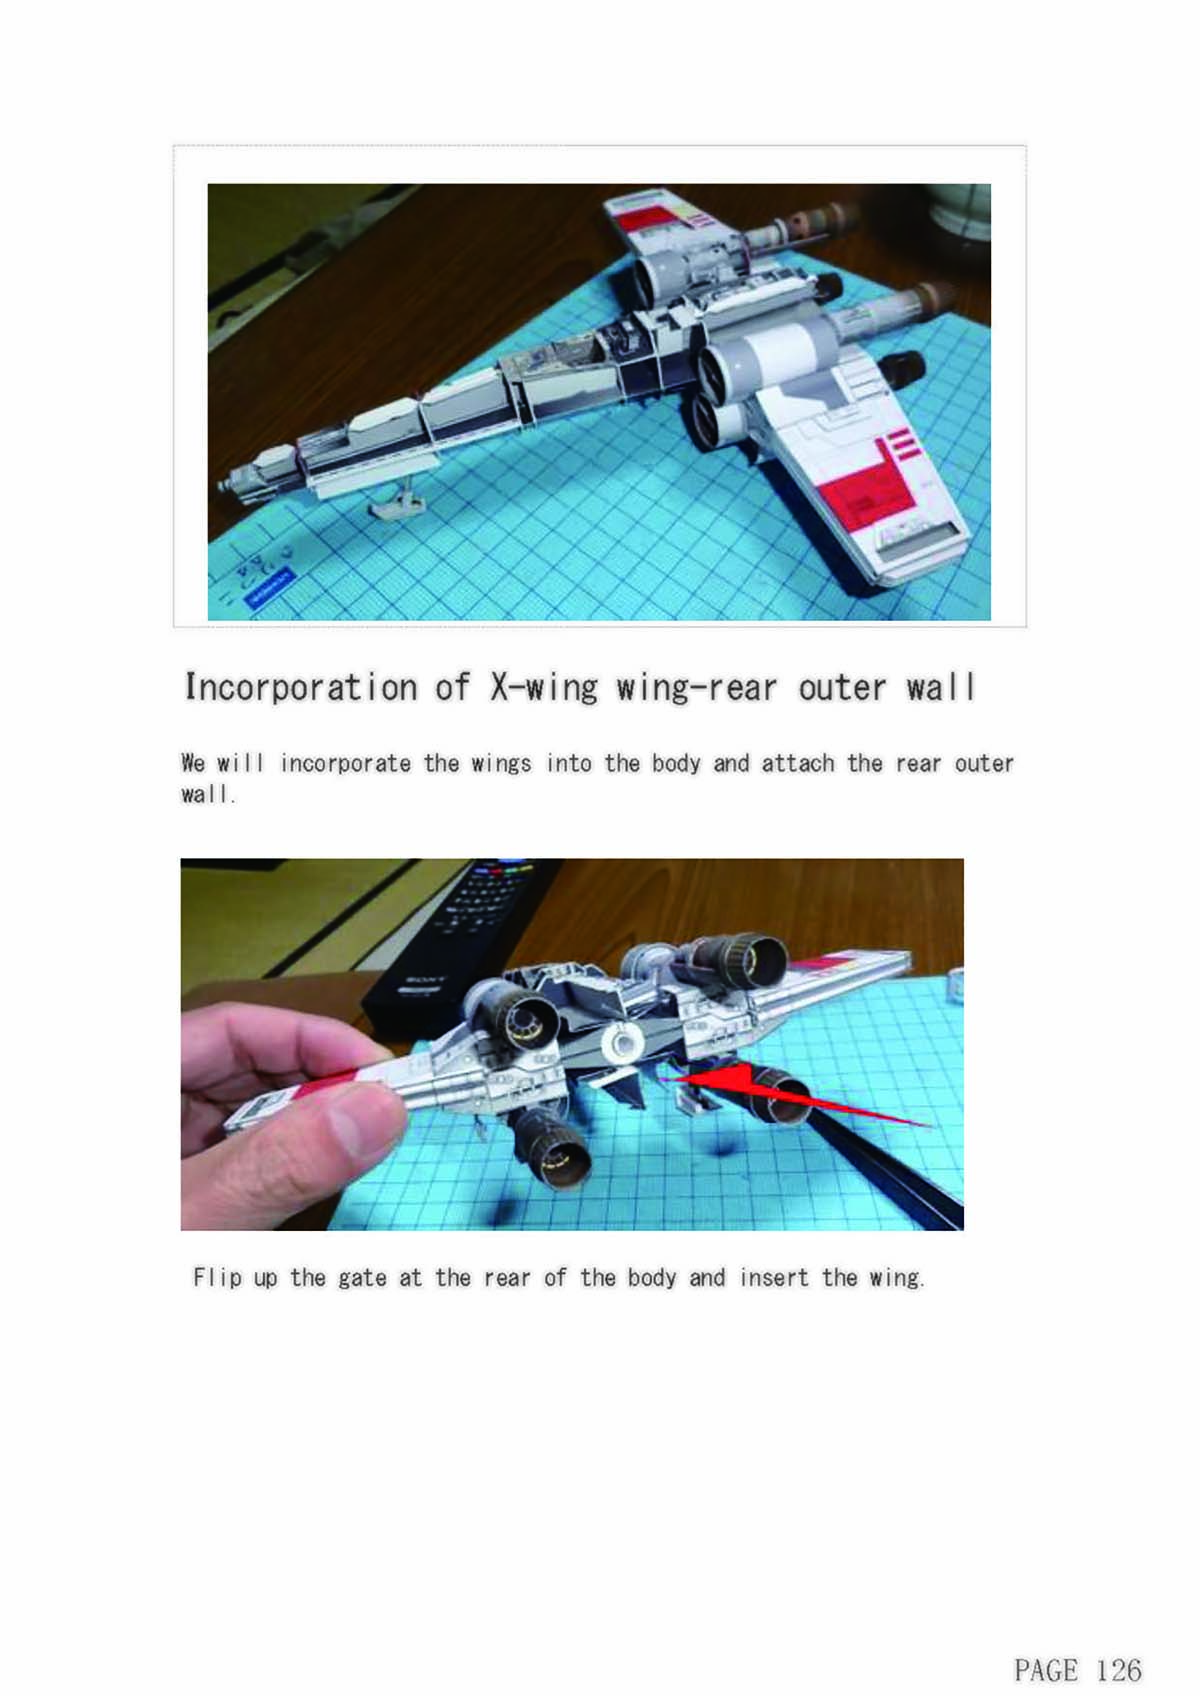 Incorporation of X-wing wing-rear outer wall
We will incorporate the wings into the body and attach the rear outer
wall.
SONY
Flip up the gate at the rear of the body and insert the wing.
PAGE 126